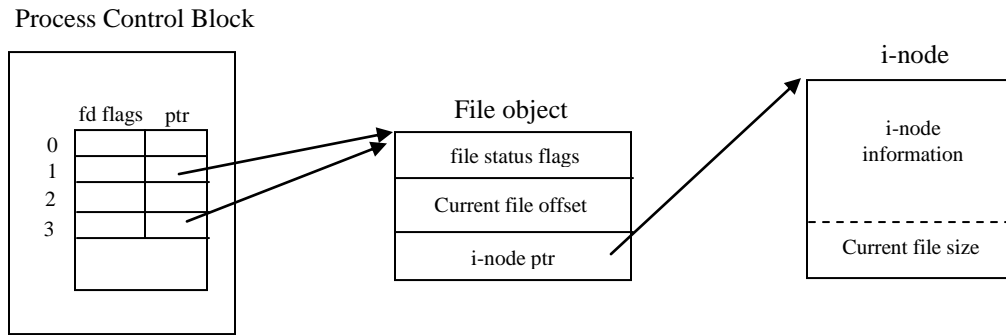 Process Control Block
fd flags ptr
0
1
2
3
File object
file status flags
Current file offset
i-node ptr
i-node
i-node
information
Current file size